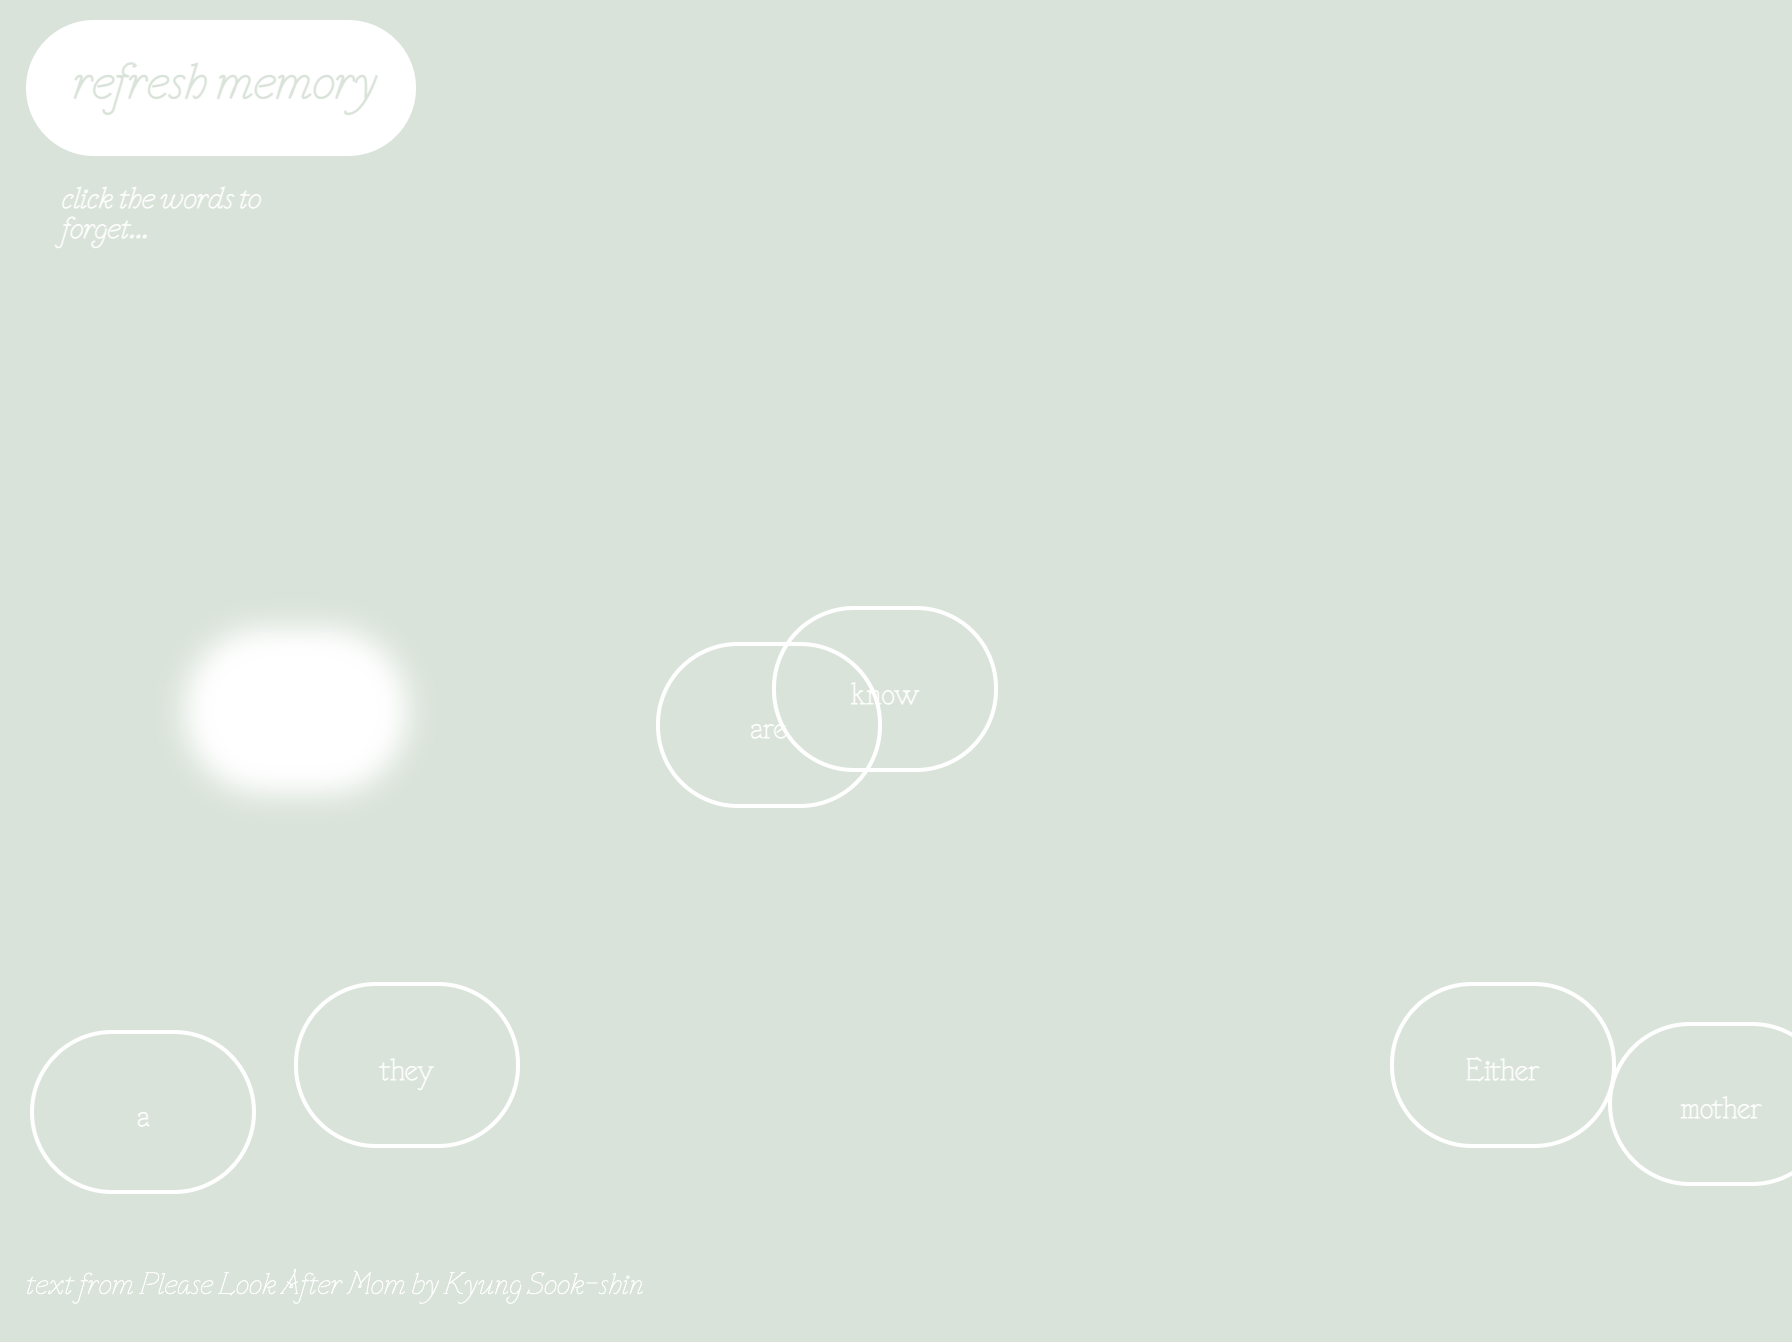 refresh memory
click the words to
forget...
know
are
they
Either
a
mother
text from Please Look After Mom by Kyung Sook-shin